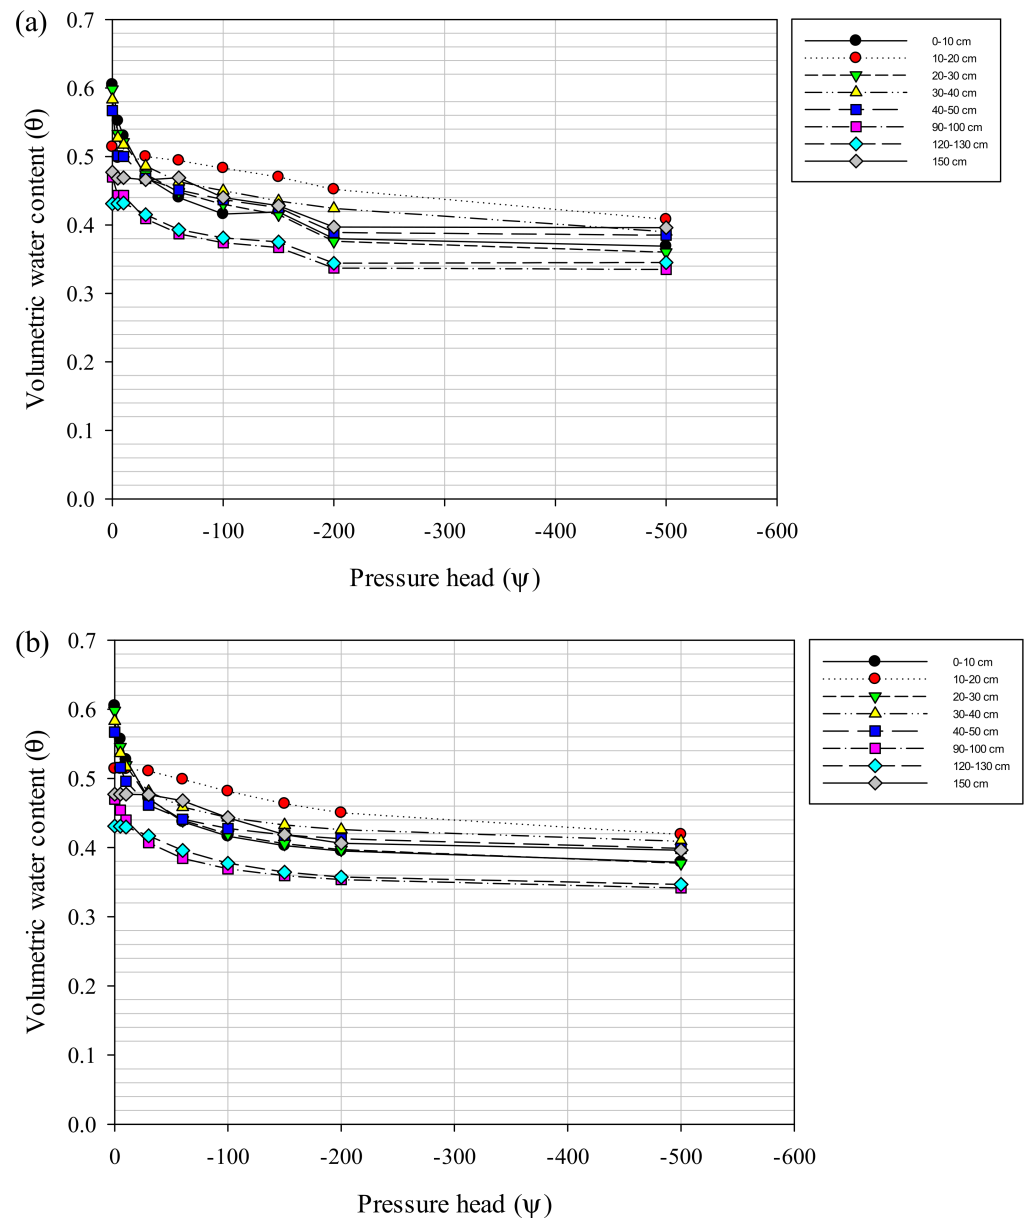 (a)
0.7
0.6
0.5
0.4
0.3
0.2
0.1
0.0
Volumetric water content (θ)
0 -100 -200 -300 -400 -500 -600
Pressure head (ψ)
0-10 cm
10-20 cm
20-30 cm
30-40 cm
40-50 cm
90-100 cm
120-130 cm
150 cm
(b)
0.7
0.6
0.5
0.4
0.3
0.2
0.1
0.0
Volumetric water content (θ)
0 -100 -200 -300 -400 -500 -600
Pressure head (ψ)
0-10 cm
10-20 cm
20-30 cm
30-40 cm
40-50 cm
90-100 cm
120-130 cm
150 cm